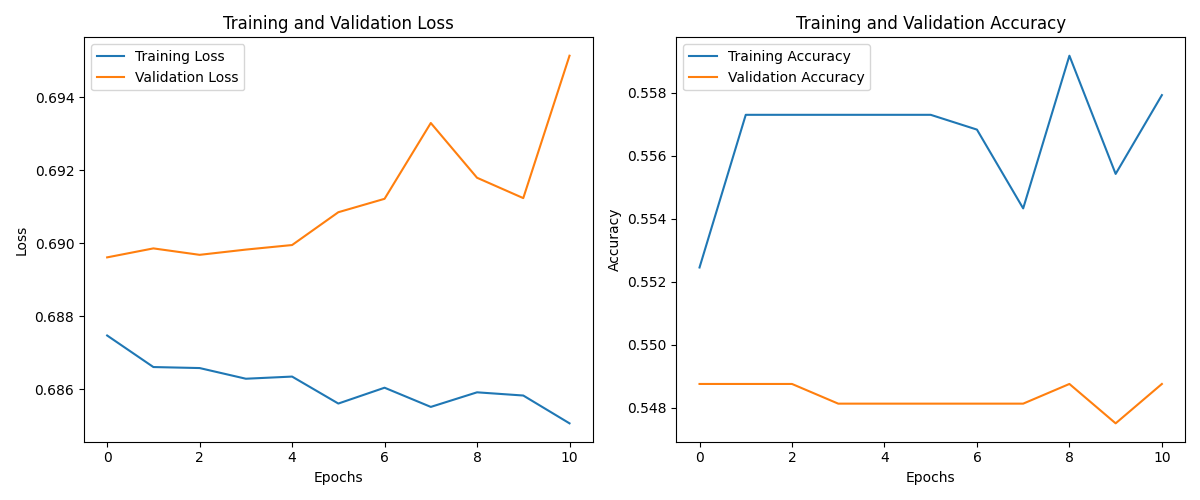 Training and Validation Loss
Training Loss
Validation Loss
0.694
0.692
0.690
0.688
0.686
Loss
0 2 4 6 8 10
Epochs
Training and Validation Accuracy
Training Accuracy
Validation Accuracy
0.558
0.556
0.554
0.552
0.550
0.548
Accuracy
0 2 4 6 8 10
Epochs